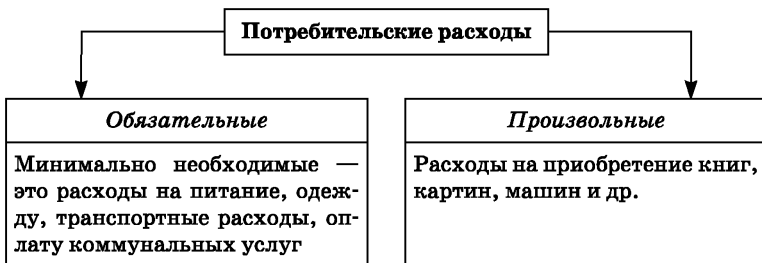 Потребительские расходы
Обязательные
Минимально необходимые —
это расходы на питание, одеж-
ду, транспортные расходы, оп-
лату коммунальных услуг
Произвольные
Расходы на приобретение книг,
картин, машин и др.